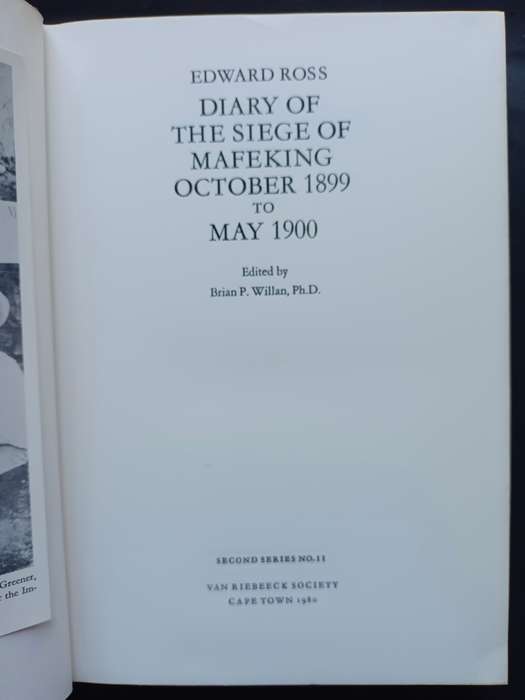 EDWARD ROSS
DIARY OF
THE SIEGE OF
MAFEKING
OCTOBER 1899
TO
MAY 1900
Edited by
Brian P. Willan, Ph.D.
SECOND SERIES NO. 11
VAN RIEBEECK SOCIETY
CAPE TOWN 1980
Greener,
the Im-